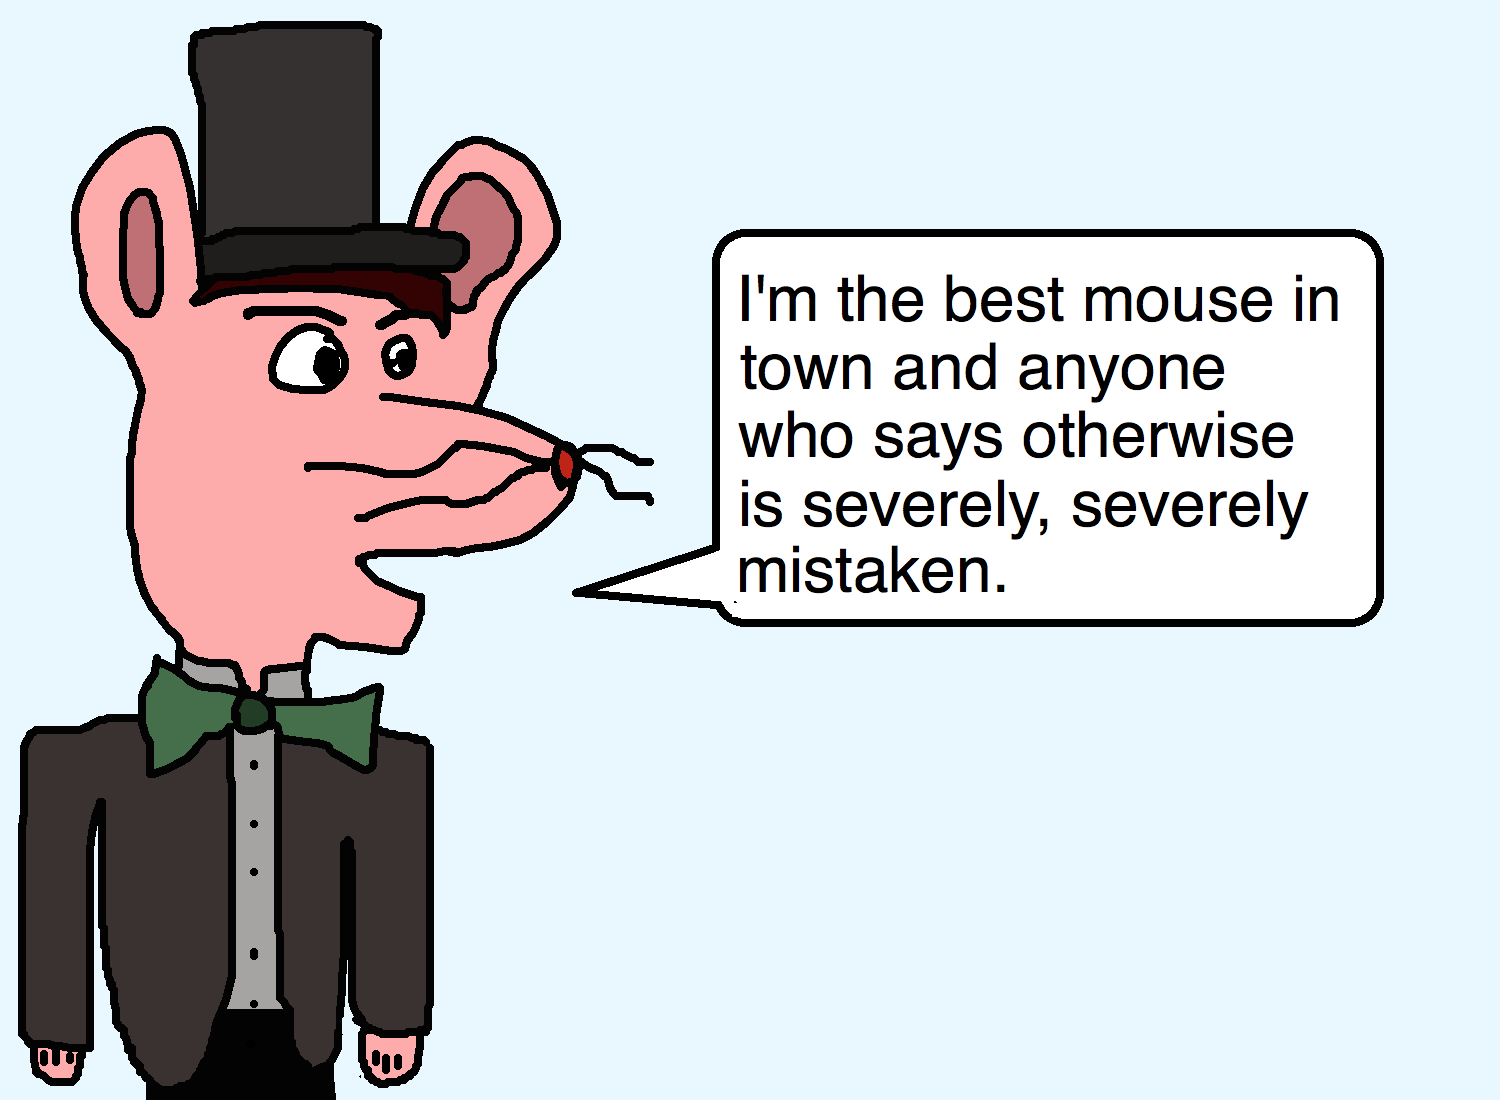 I'm the best mouse in
town and anyone
who says otherwise
is severely, severely
mistaken.